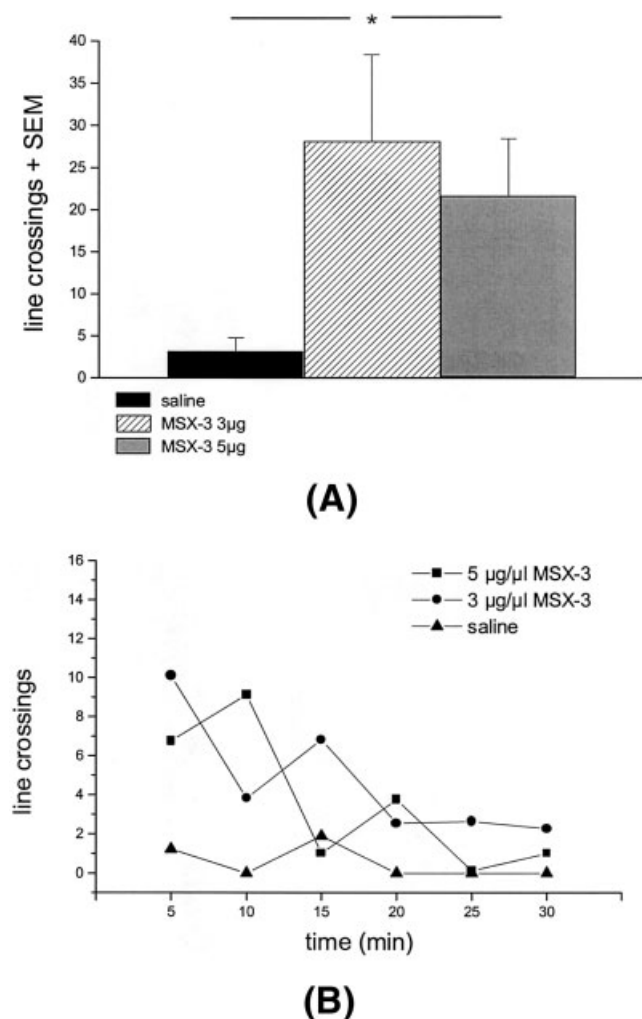 *
40
35
30
25
20
15
10
5
0
line crossings + SEM
saline
MSX-3 3µg
MSX-3 5µg
(A)
16
14
12
10
8
6
4
2
0
line crossings
5 µg/µl MSX-3
3 µg/µl MSX-3
saline
5 10 15 20 25 30
time (min)
(B)